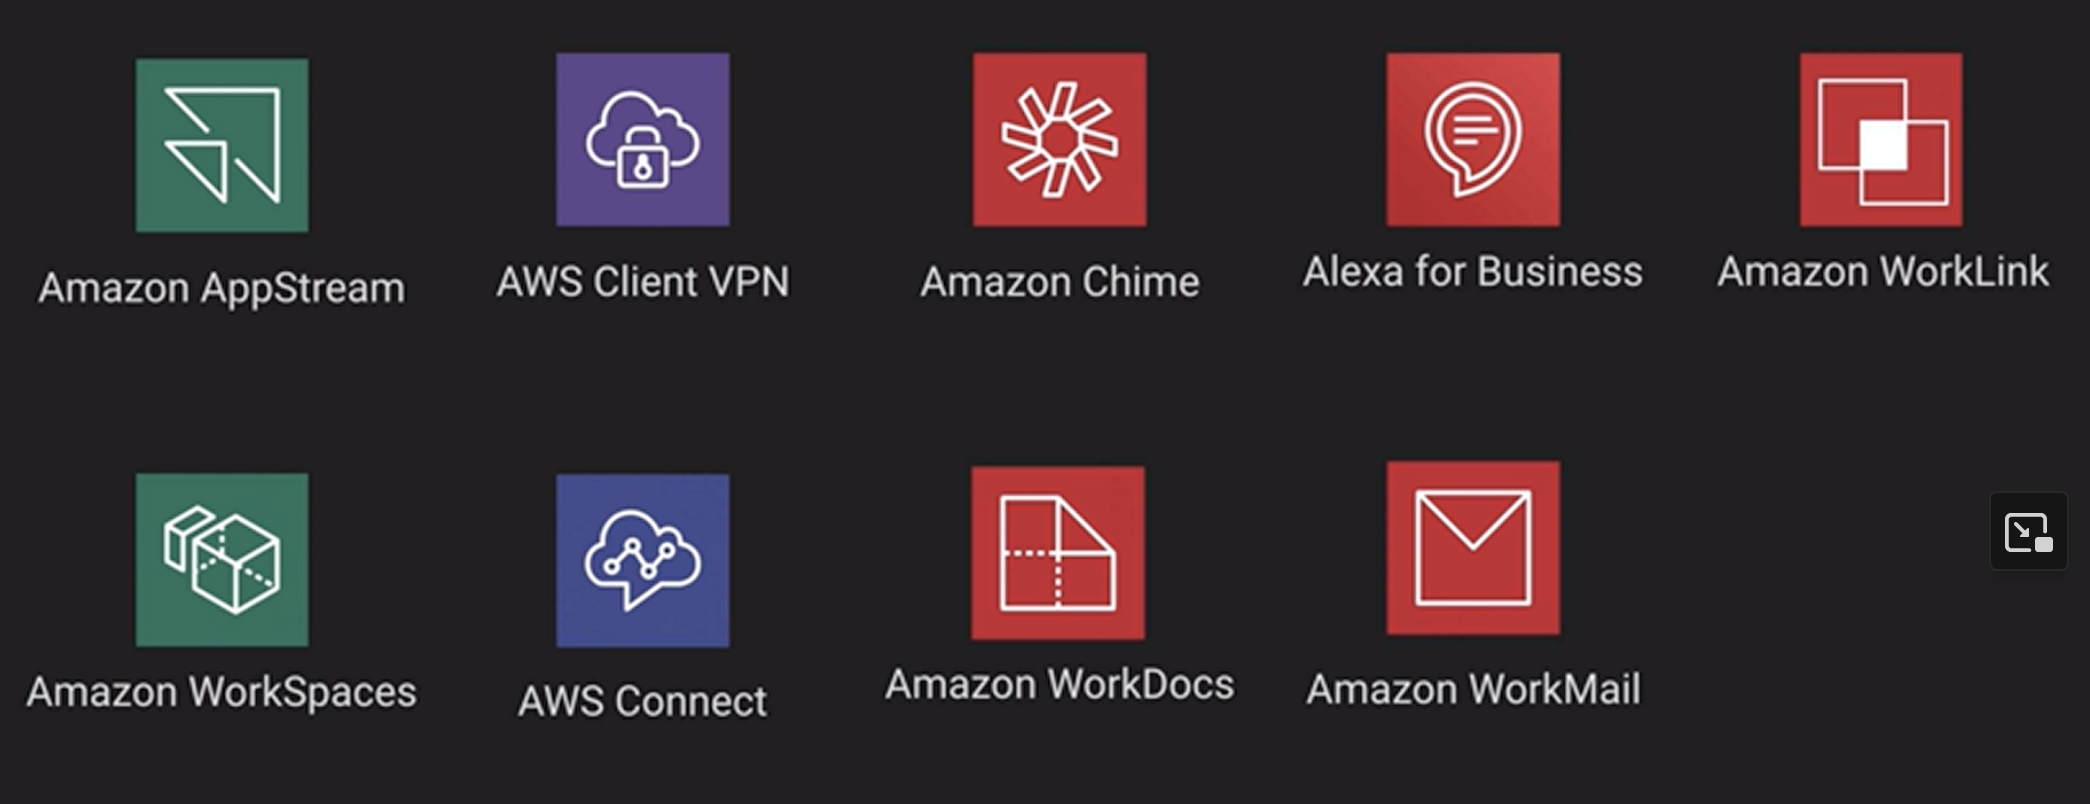 Amazon AppStream
AWS Client VPN
Amazon Chime
Alexa for Business
Amazon WorkLink
Amazon WorkSpaces
AWS Connect
Amazon WorkDocs
Amazon WorkMail